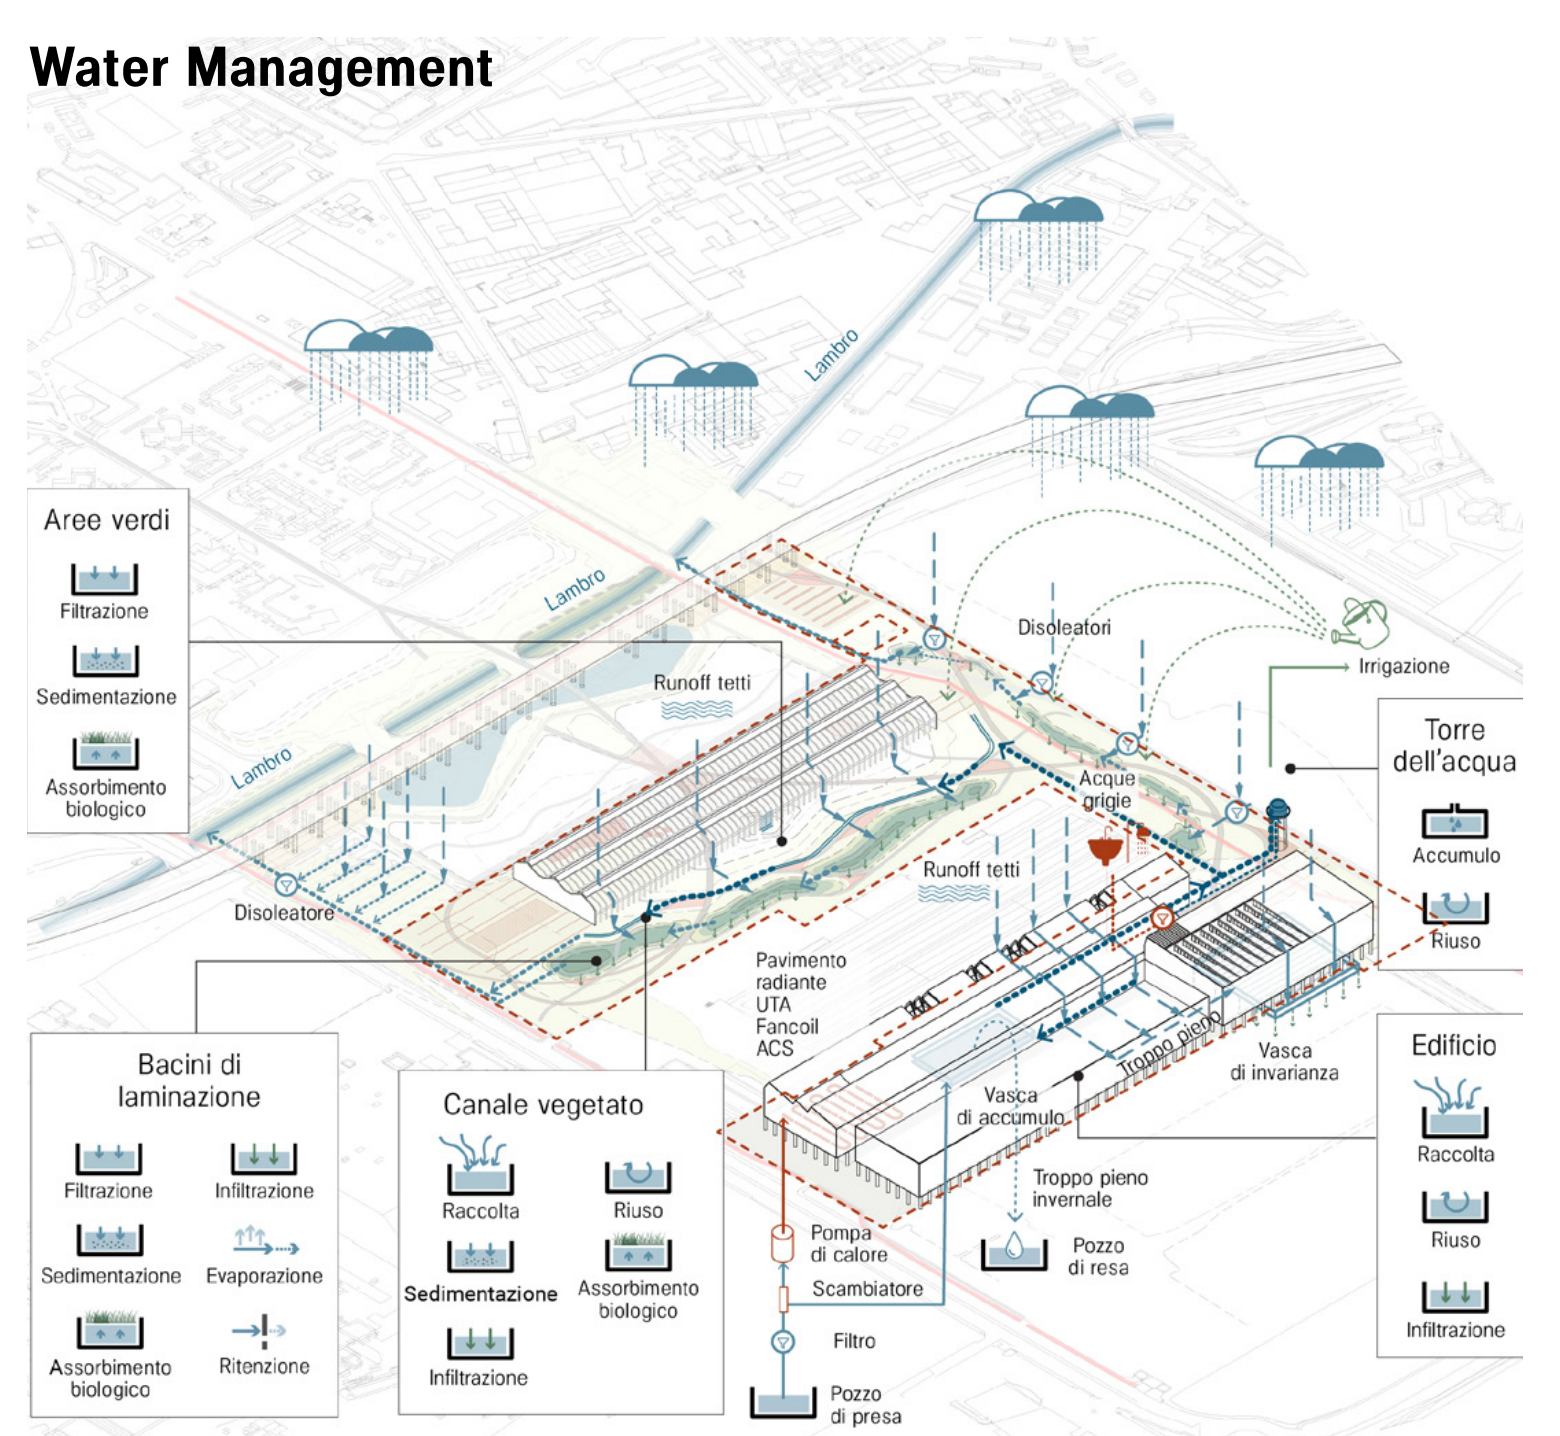 Water Management
Lambro
Lambro
Lambro
Aree verdi
Filtrazione
Sedimentazione
Assorbimento
biologico
Runoff tetti
Disoleatori
Irrigazione
Torre
dell'acqua
Accumulo
Riuso
Acque
grigie
Runoff tetti
Disoleatore
Pavimento
radiante
UTA
Fancoil
ACS
Troppo pieno
Vasca
di invarianza
Vasca
di accumulo
Edificio
Raccolta
Riuso
Infiltrazione
Bacini di
laminazione
Filtrazione
Infiltrazione
Sedimentazione
Evaporazione
Assorbimento
biologico
Ritenzione
Canale vegetato
Raccolta
Riuso
Sedimentazione
Assorbimento
biologico
Infiltrazione
Troppo pieno
invernale
Pompa
di calore
Pozzo
di resa
Scambiatore
Filtro
Pozzo
di presa